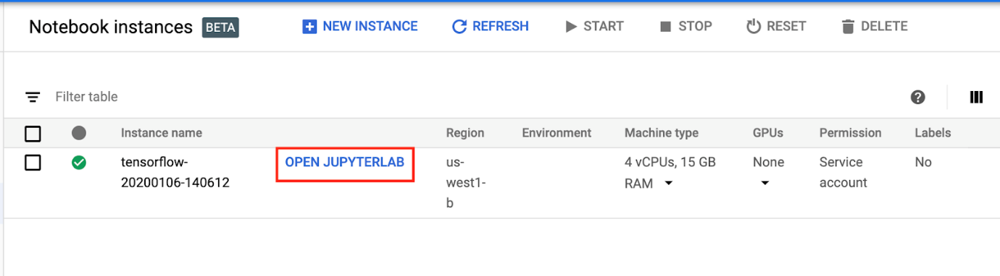 Notebook instances BETA NEW INSTANCE REFRESH START STOP RESET DELETE
Filter table
Instance name Region Environment Machine type GPUs Permission Labels
tensorflow- OPEN JUPYTERLAB us- 4 vCPUs, 15 GB None Service No
20200106-140612 west1- RAM account
b